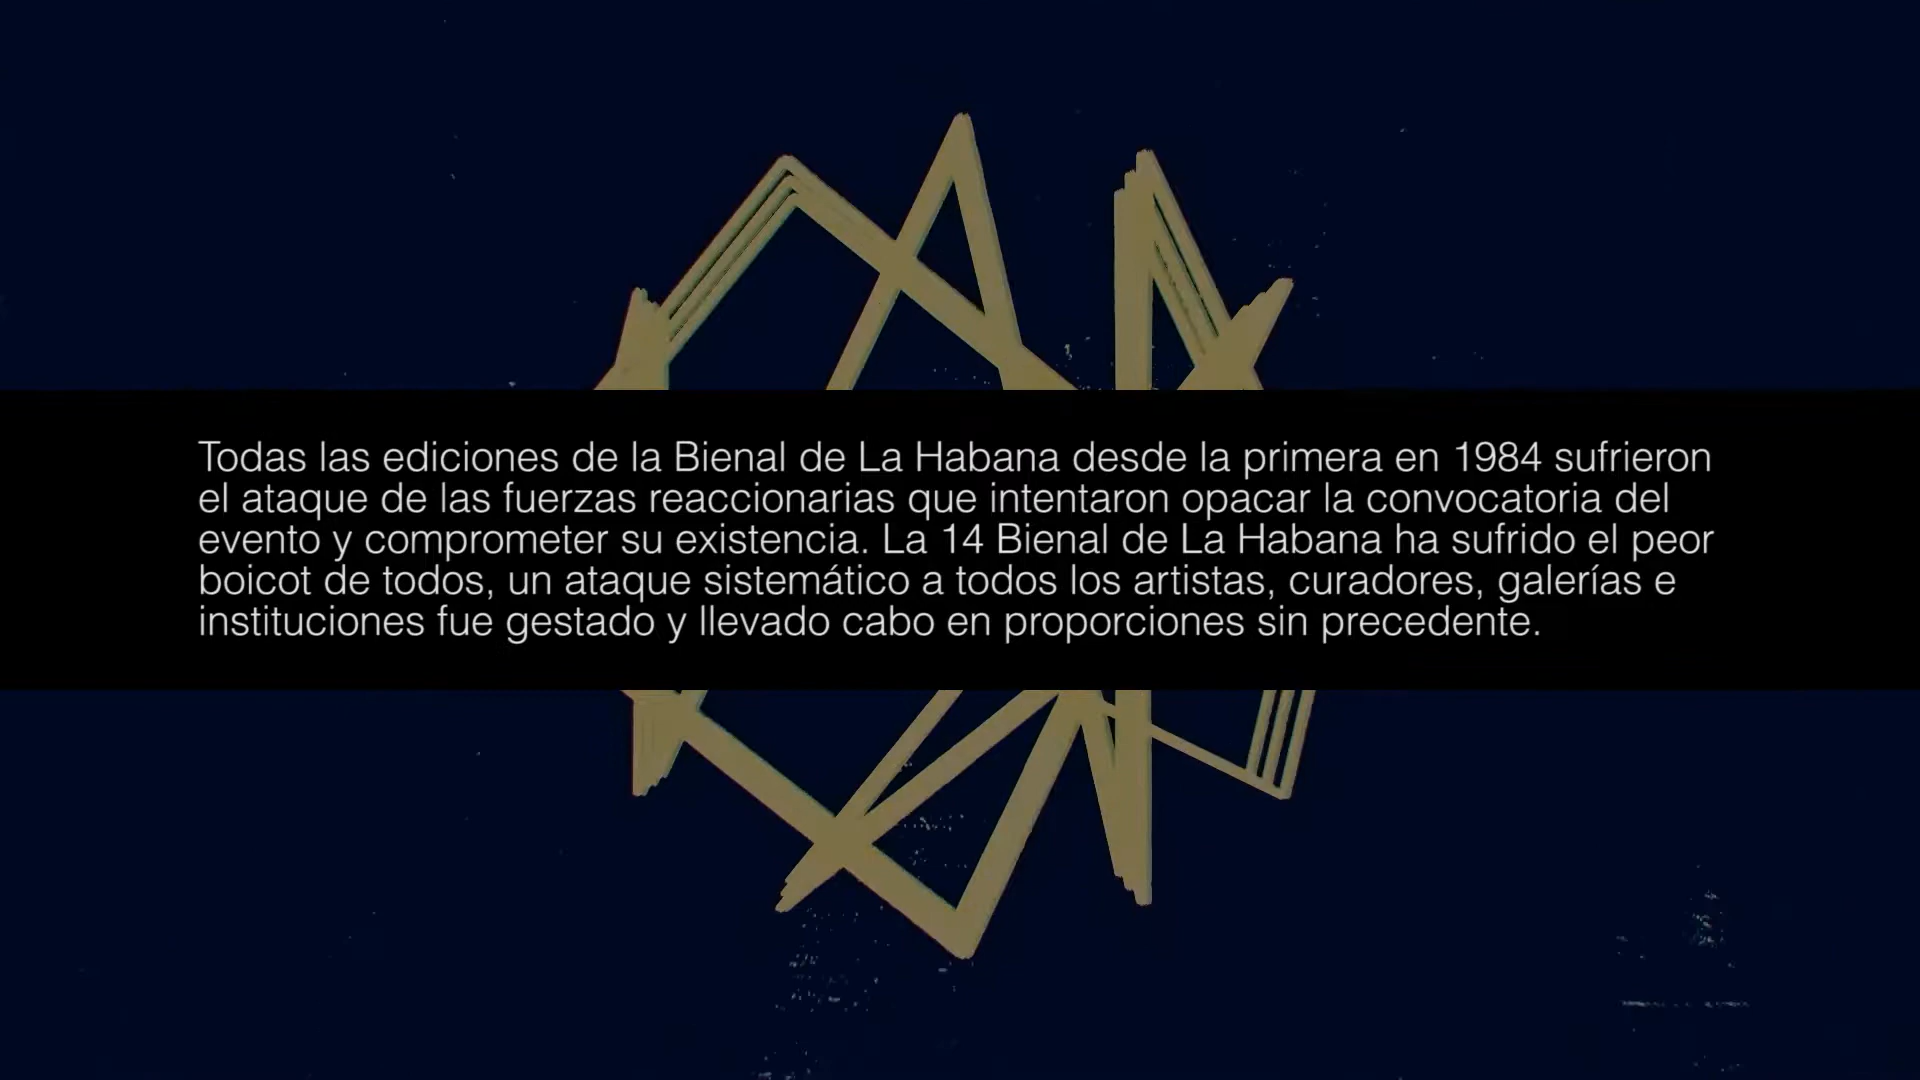 Todas las ediciones de la Bienal de La Habana desde la primera en 1984 sufrieron
el ataque de las fuerzas reaccionarias que intentaron opacar la convocatoria del
evento y comprometer su existencia. La 14 Bienal de La Habana ha sufrido el peor
boicot de todos, un ataque sistemático a todos los artistas, curadores, galerías e
instituciones fue gestado y llevado cabo en proporciones sin precedente.